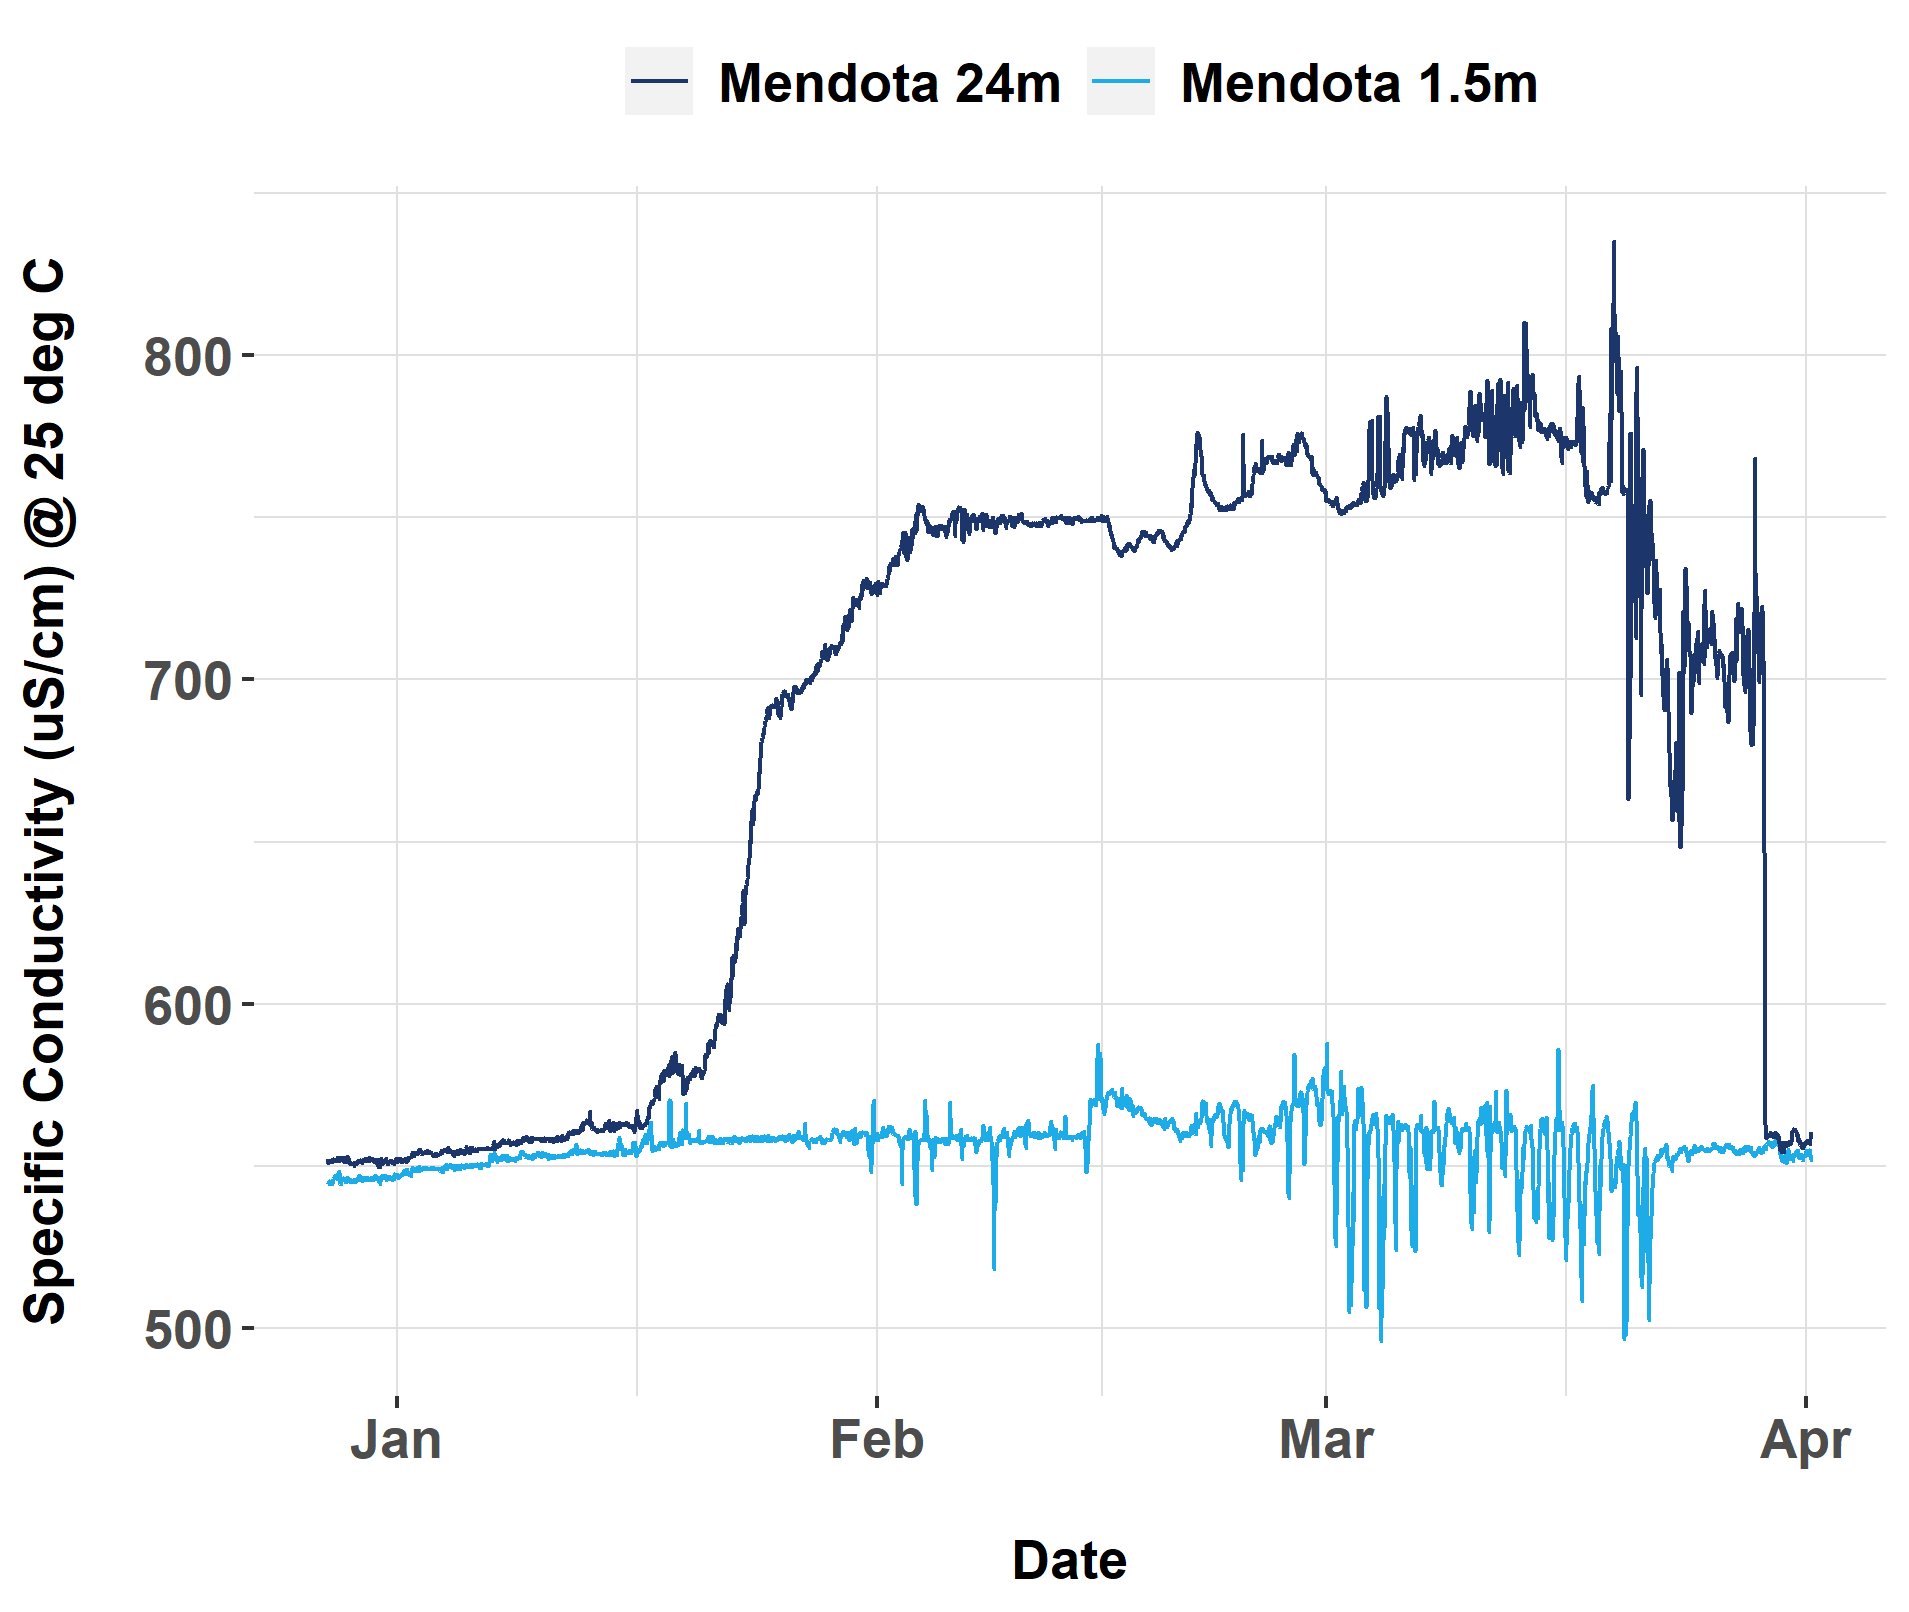 Mendota 24m Mendota 1.5m
Specific Conductivity (uS/cm) @ 25 deg C
800
700
600
500
Jan Feb Mar Apr
Date